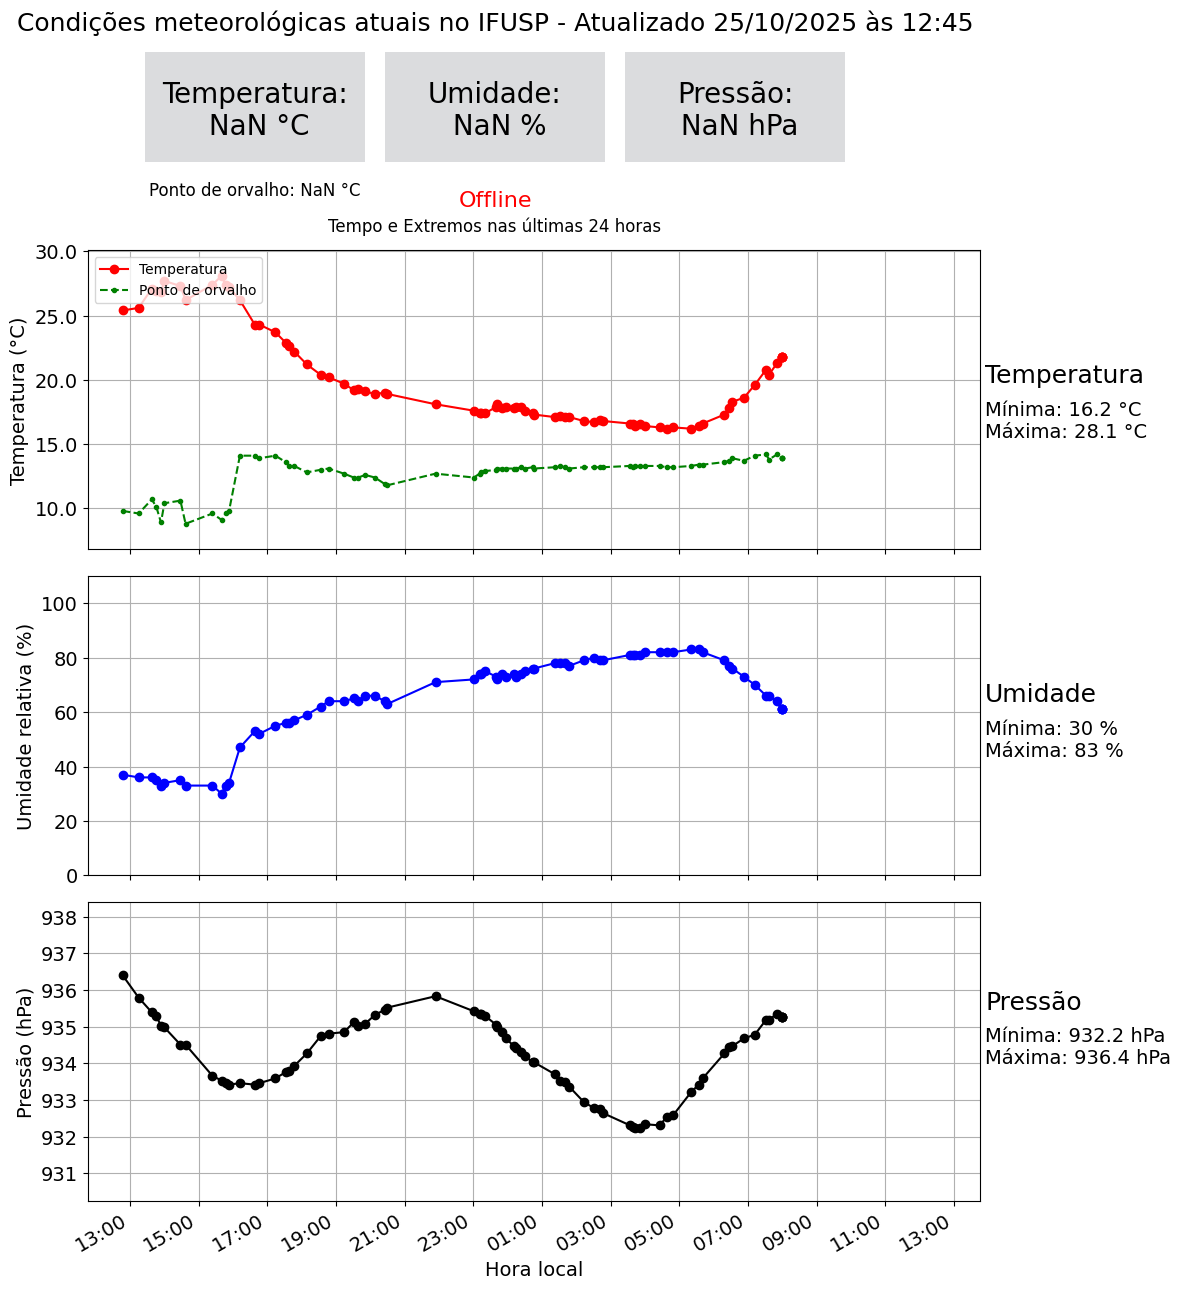 Condições meteorológicas atuais no IFUSP - Atualizado 25/10/2025 às 12:45
Temperatura:
NaN °C
Umidade:
NaN %
Pressão:
NaN hPa
Ponto de orvalho: NaN °C
Offline
Tempo e Extremos nas últimas 24 horas
Temperatura (°C)
30.0
25.0
20.0
15.0
10.0
Temperatura
Ponto de orvalho
Temperatura
Mínima: 16.2 °C
Máxima: 28.1 °C
Umidade relativa (%)
100
80
60
40
20
0
Umidade
Mínima: 30 %
Máxima: 83 %
Pressão (hPa)
938
937
936
935
934
933
932
931
Pressão
Mínima: 932.2 hPa
Máxima: 936.4 hPa
13:00 15:00 17:00 19:00 21:00 23:00 01:00 03:00 05:00 07:00 09:00 11:00 13:00
Hora local